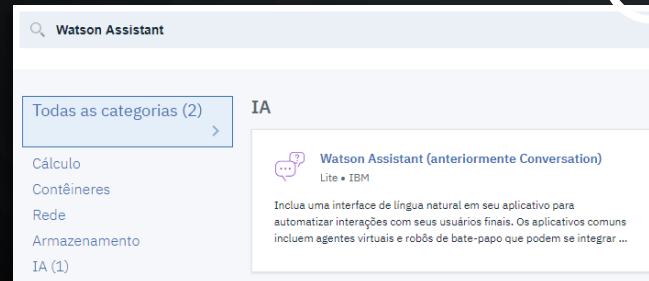 Watson Assistant
Todas as categorias (2)
Cálculo
Contêineres
Rede
Armazenamento
IA (1)
IA
Watson Assistant (anteriormente Conversation)
Lite • IBM
Inclua uma interface de língua natural em seu aplicativo para
automatizar interações com seus usuários finais. Os aplicativos comuns
incluem agentes virtuais e robôs de bate-papo que podem se integrar ...